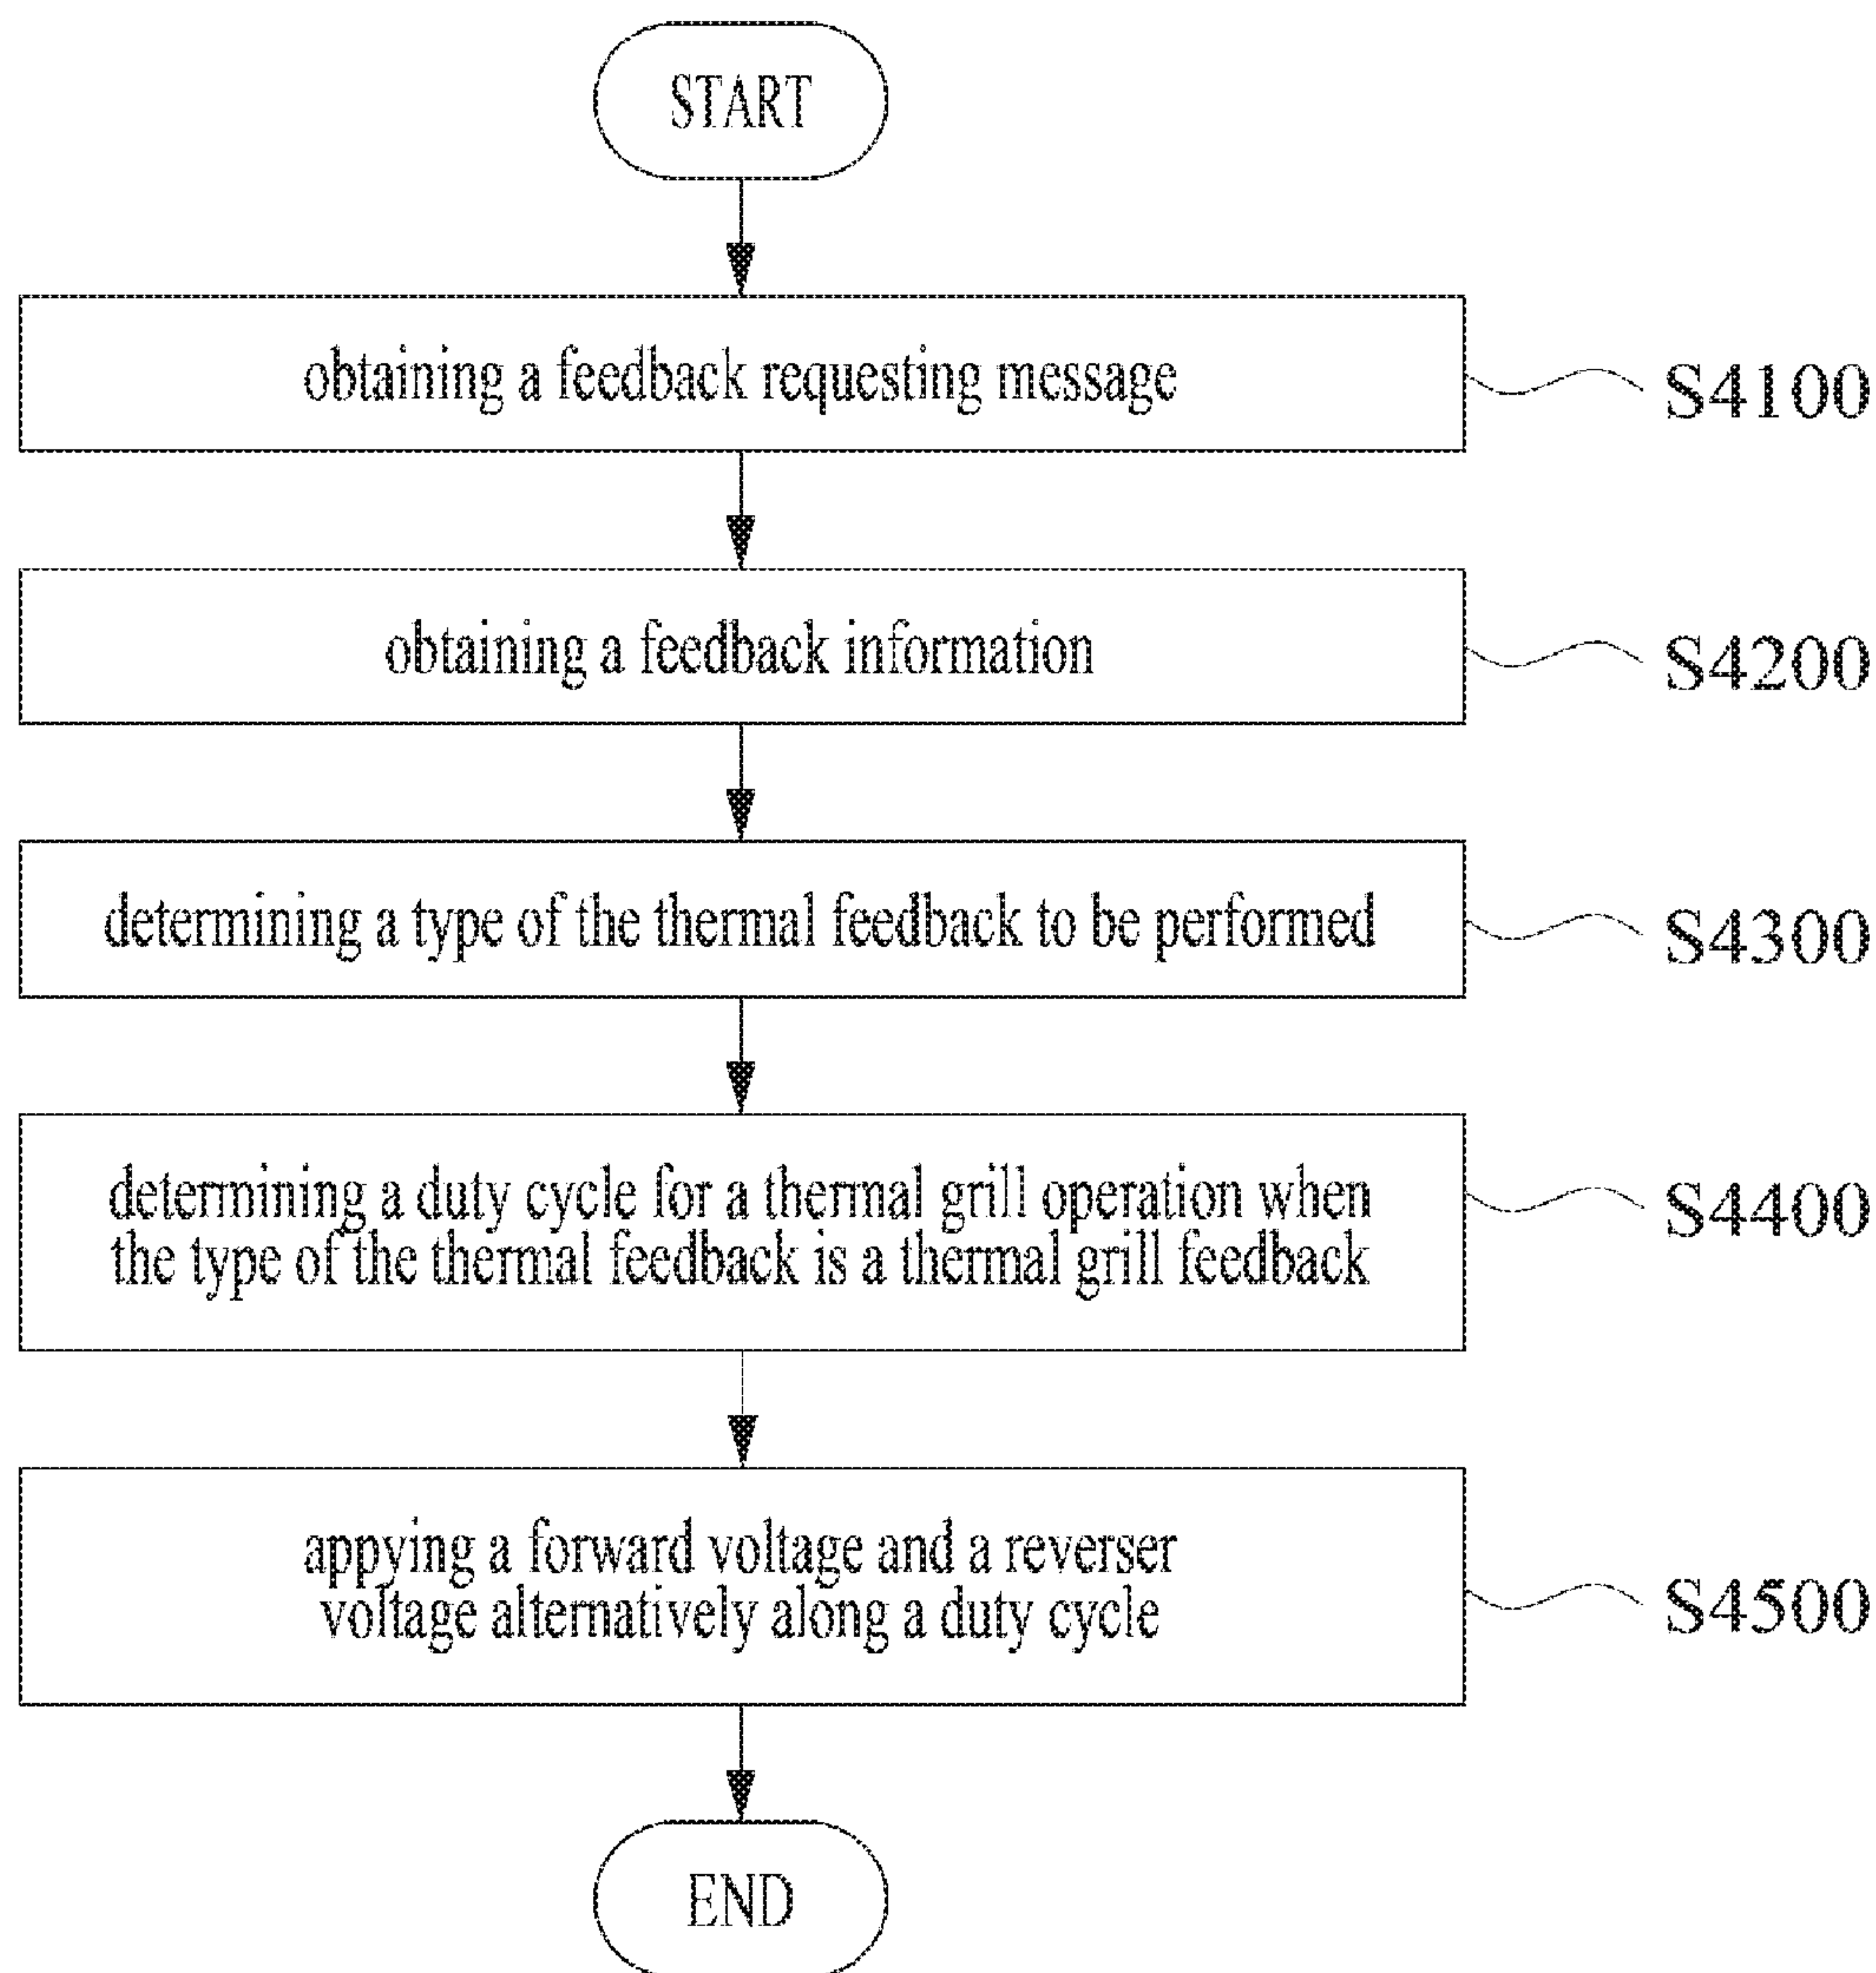 START
obtaining a feedback requesting message
S4100
obtaining a feedback information
S4200
determining a type of the thermal feedback to be performed
S4300
determining a duty cycle for a thermal grill operation when
the type of the thermal feedback is a thermal grill feedback
S4400
appying a forward voltage and a reverser
voltage alternatively along a duty cycle
S4500
END